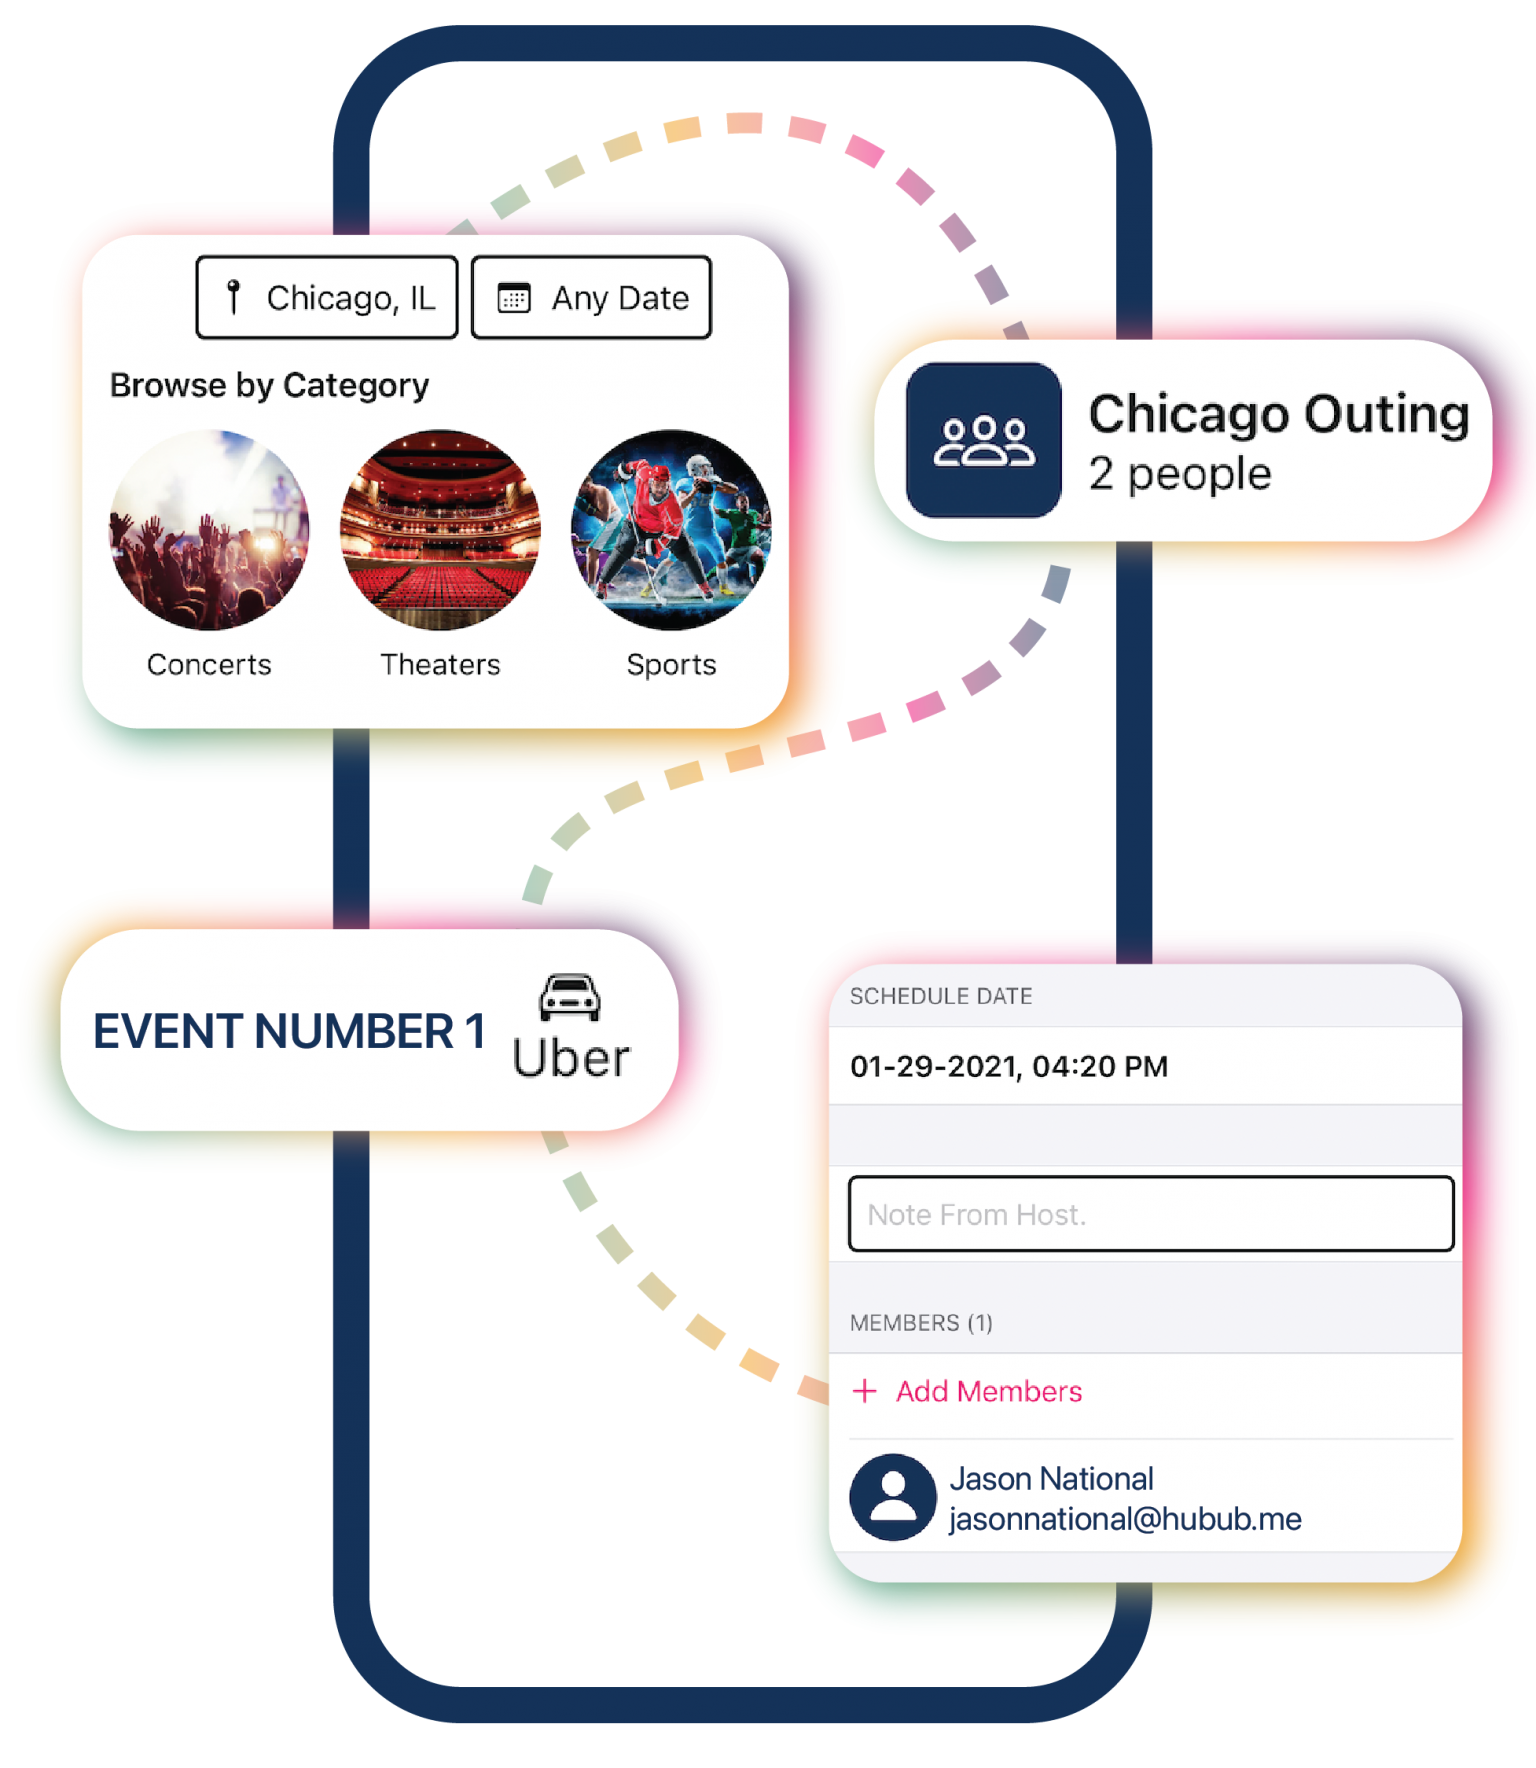 Chicago, IL
Any Date
Browse by Category
Concerts
Theaters
Sports
Chicago Outing
2 people
EVENT NUMBER 1
Uber
SCHEDULE DATE
01-29-2021, 04:20 PM
Note From Host.
MEMBERS (1)
+ Add Members
Jason National
jasonnational@hubub.me